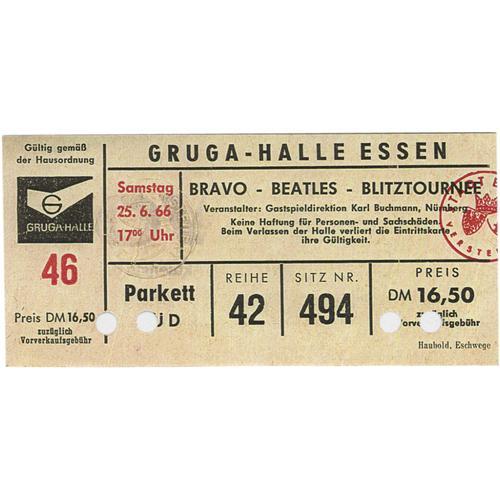 Gültig gemäß
der Hausordnung
GRUGA-HALLE
46
Preis DM 16,50
zuzüglich
Vorverkaufsgebühr
GRUGA-HALLE ESSEN
Samstag
25. 6. 66
17⁰⁰ Uhr
BRAVO - BEATLES - BLITZTOURNEE
Veranstalter: Gastspieldirektion Karl Buchmann, Nürnberg
Keine Haftung für Personen- und Sachschäden.
Beim Verlassen der Halle verliert die Eintrittskarte
ihre Gültigkeit.
Parkett
D
REIHE
42
SITZ NR.
494
PREIS
DM 16,50
zuzüglich
Vorverkaufsgebühr
Haubold, Eschwege